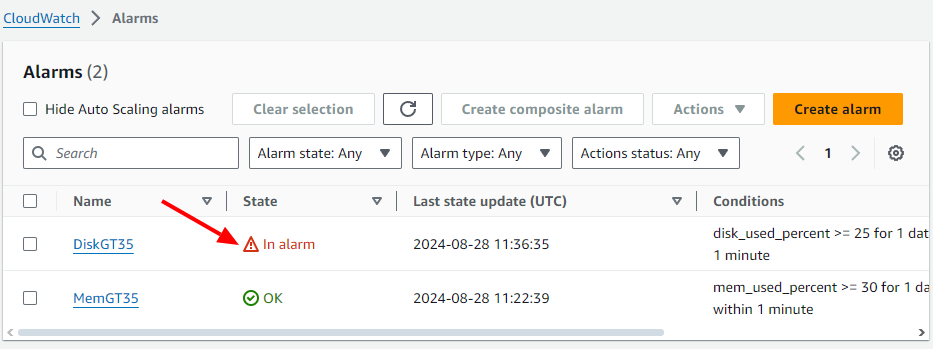 CloudWatch > Alarms
Alarms (2)
Hide Auto Scaling alarms Clear selection Create composite alarm Actions Create alarm
Search Alarm state: Any Alarm type: Any Actions status: Any 1
Name State Last state update (UTC) Conditions
DiskGT35 In alarm 2024-08-28 11:36:35 disk_used_percent >= 25 for 1 dat
1 minute
MemGT35 OK 2024-08-28 11:22:39 mem_used_percent >= 30 for 1 da
within 1 minute